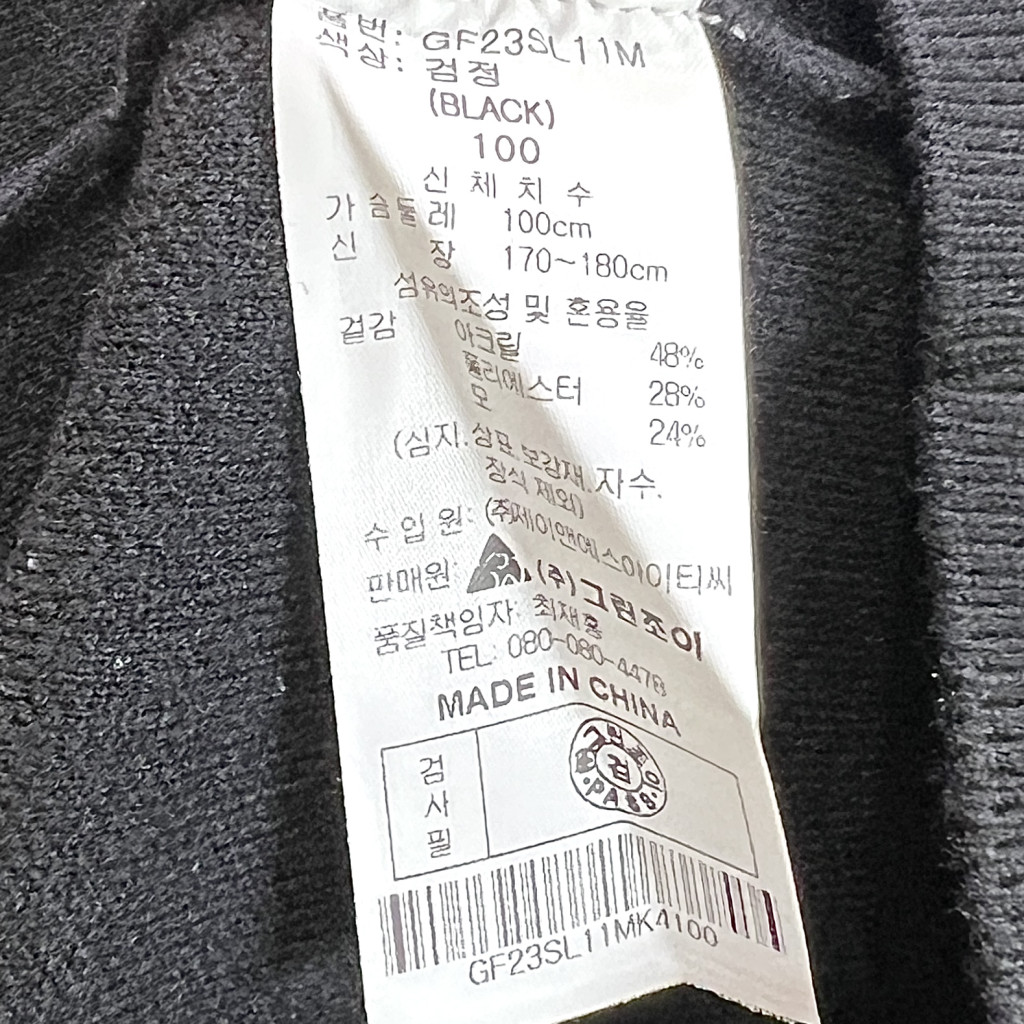 품번: GF23SL11M
색상: 검정
(BLACK)
100
신 체 치 수
가슴둘레 100cm
신 장 170~180cm
섬유의조성 및 혼용율
겉감 아크릴 48%
폴리에스터 28%
모 24%
(심지.상표.보강재.자수.
장식 제외)
수 입 원: (주)제이앤에스아이티씨
판매원: (주)그린조이
품질책임자: 최재홍
TEL: 080-080-4478
MADE IN CHINA
검
사
필
검
PASS
GF23SL11MK4100